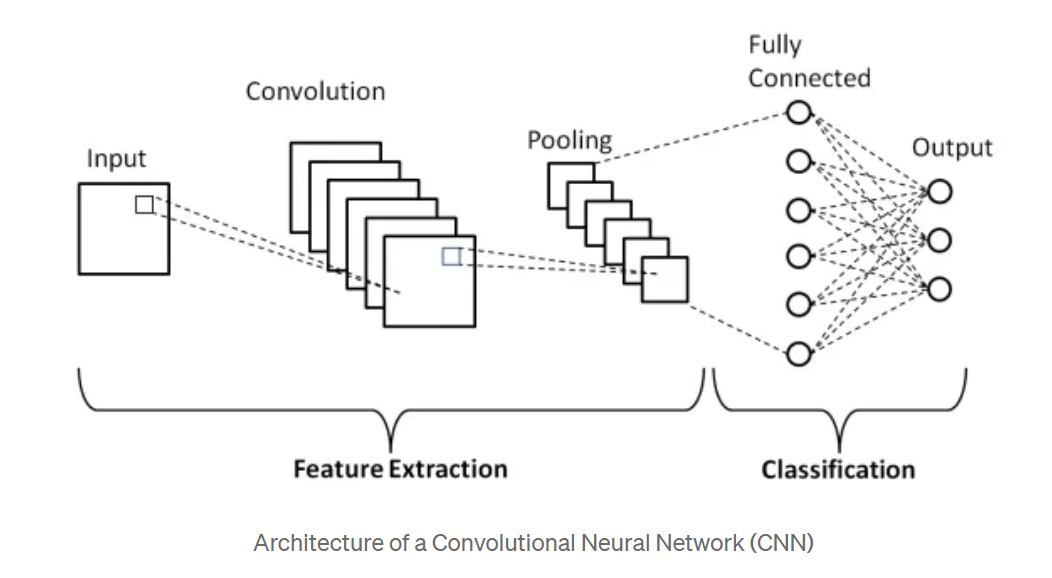 Fully
Connected
Convolution
Pooling
Output
Input
Feature Extraction
Classification
Architecture of a Convolutional Neural Network (CNN)